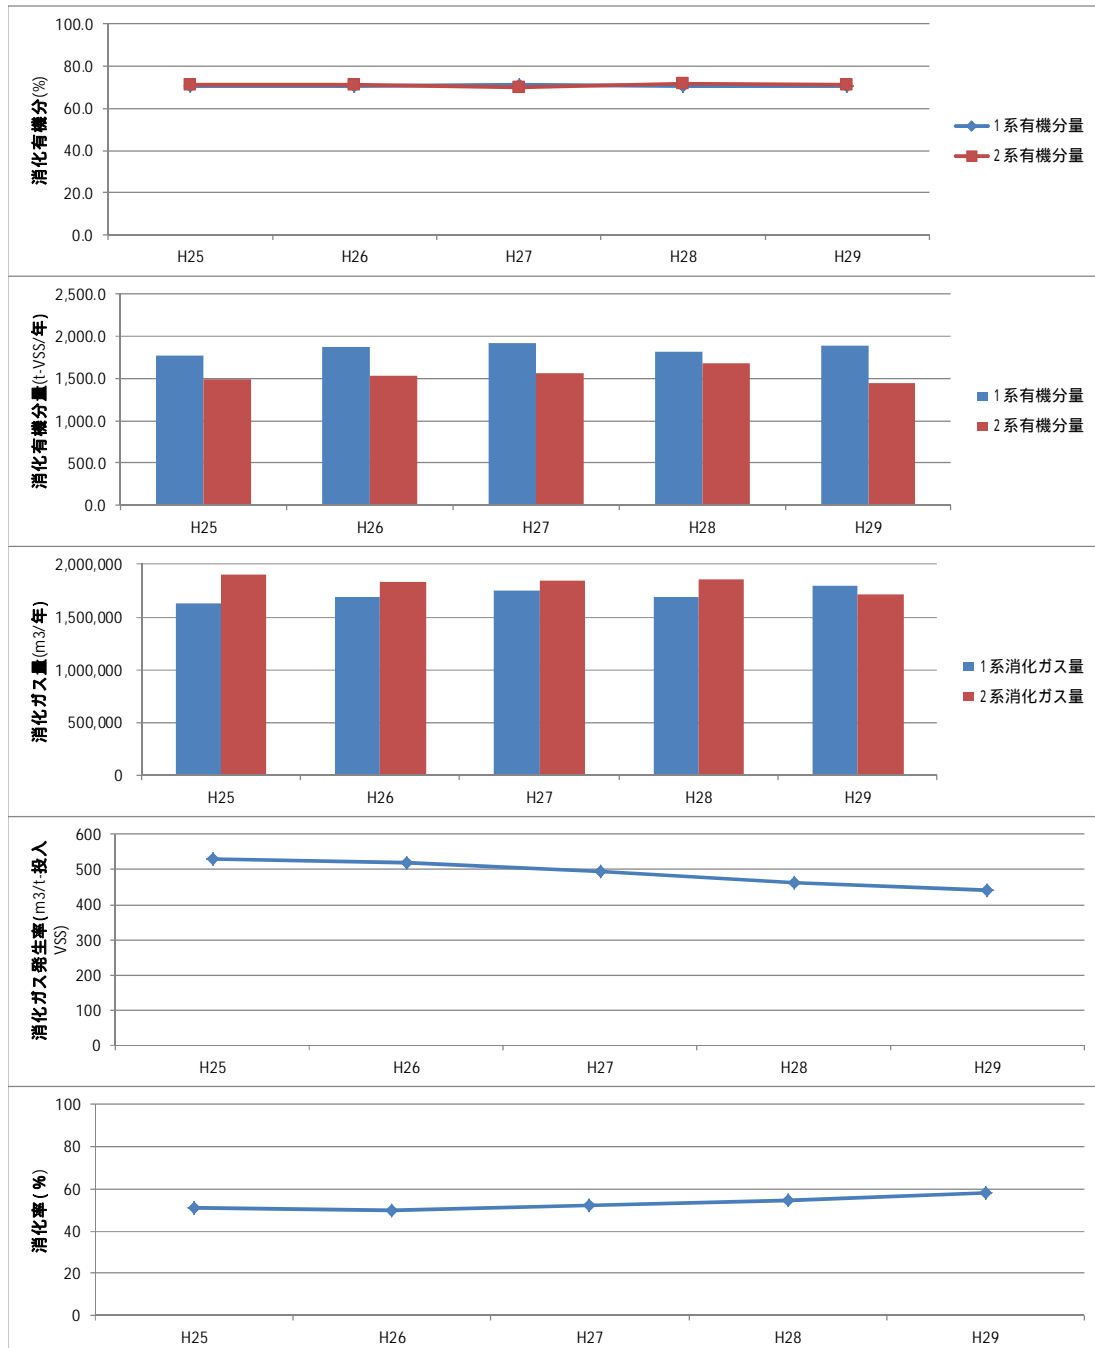 消化有機分(%)
100.0
80.0
60.0
40.0
20.0
0.0
H25 H26 H27 H28 H29
1系有機分量
2系有機分量
消化有機分量(t-VSS/年)
2,500.0
2,000.0
1,500.0
1,000.0
500.0
0.0
H25 H26 H27 H28 H29
1系有機分量
2系有機分量
消化ガス量(m3/年)
2,000,000
1,500,000
1,000,000
500,000
0
H25 H26 H27 H28 H29
1系消化ガス量
2系消化ガス量
消化ガス発生率(m3/t-投入
VSS)
600
500
400
300
200
100
0
H25 H26 H27 H28 H29
消化率(%)
100
80
60
40
20
0
H25 H26 H27 H28 H29